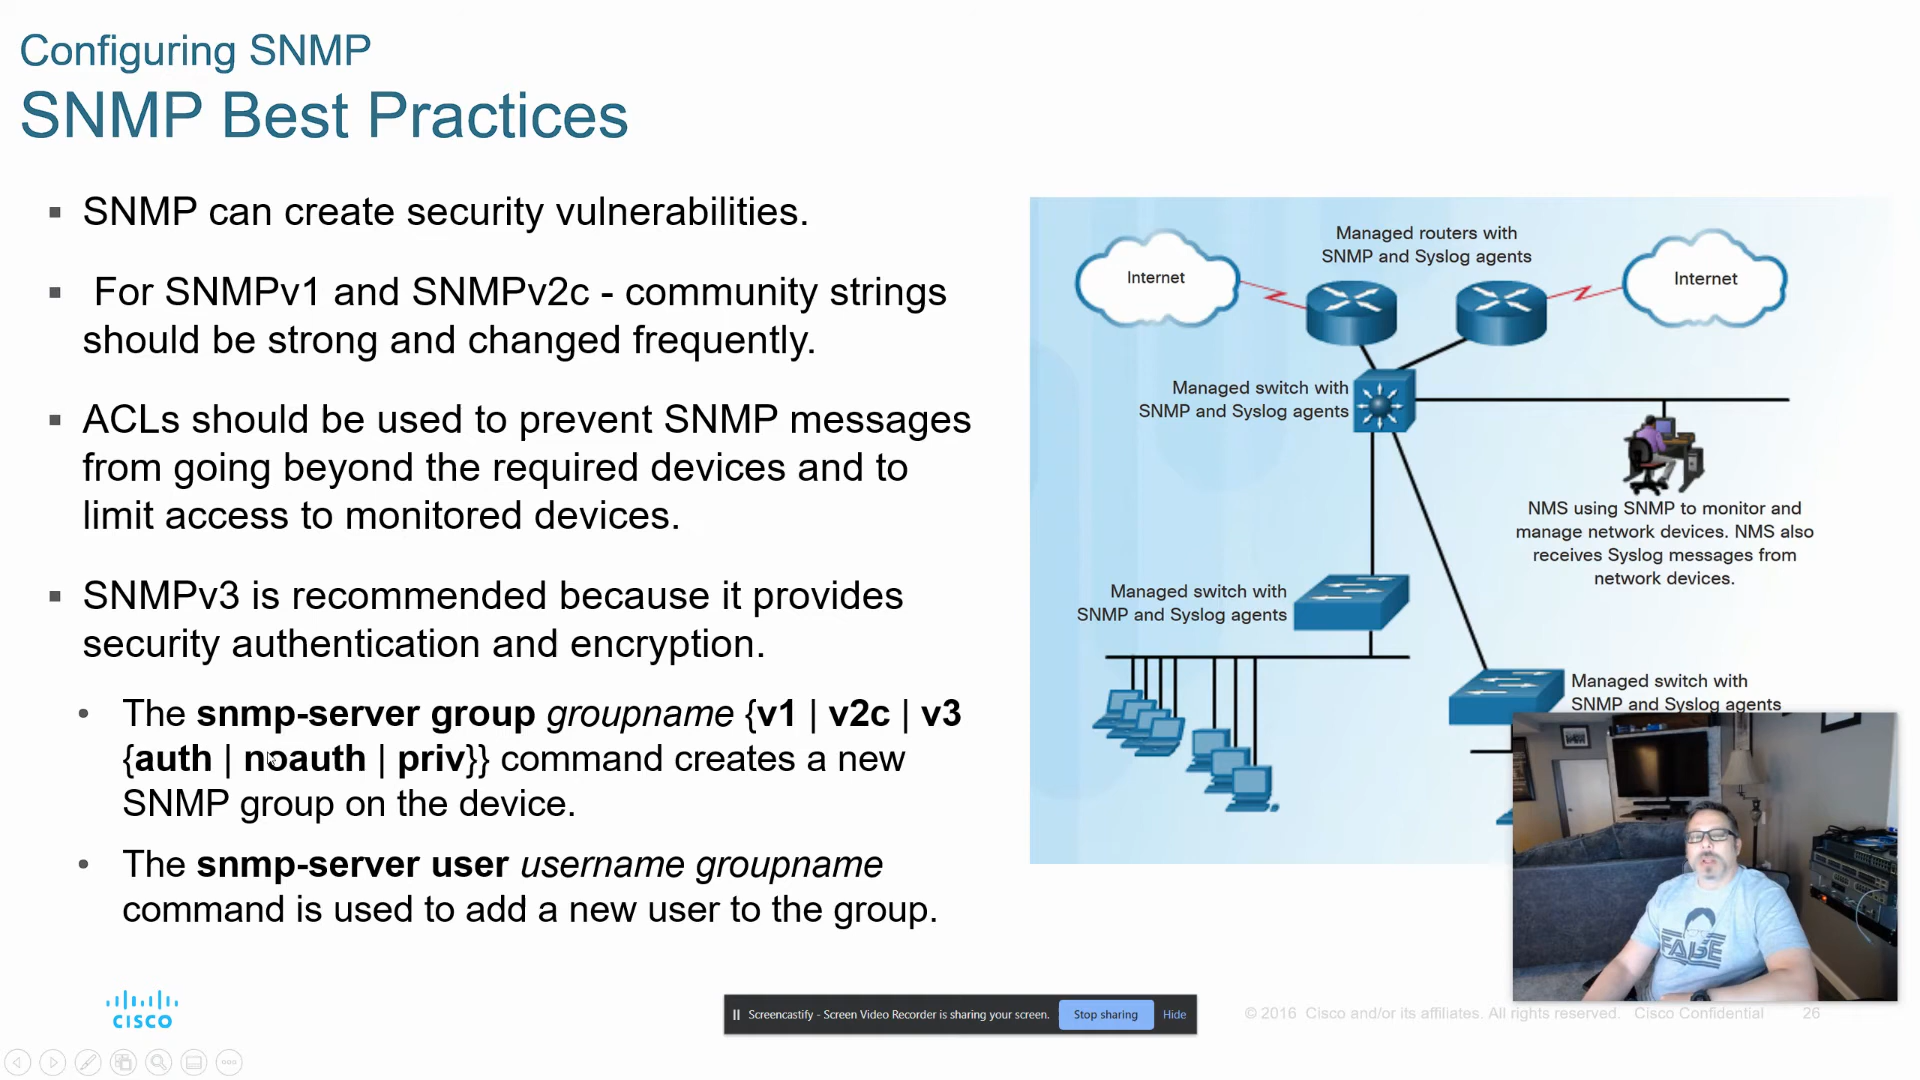 Configuring SNMP
SNMP Best Practices
▪ SNMP can create security vulnerabilities.
▪ For SNMPv1 and SNMPv2c - community strings
should be strong and changed frequently.
▪ ACLs should be used to prevent SNMP messages
from going beyond the required devices and to
limit access to monitored devices.
▪ SNMPv3 is recommended because it provides
security authentication and encryption.
• The snmp-server group groupname {v1 | v2c | v3
{auth | noauth | priv}} command creates a new
SNMP group on the device.
• The snmp-server user username groupname
command is used to add a new user to the group.
Managed routers with
SNMP and Syslog agents
Internet
Internet
Managed switch with
SNMP and Syslog agents
NMS using SNMP to monitor and
manage network devices. NMS also
receives Syslog messages from
network devices.
Managed switch with
SNMP and Syslog agents
Managed switch with
SNMP and Syslog agents
CISCO
Screencastify - Screen Video Recorder is sharing your screen.
Stop sharing
Hide
© 2016 Cisco and/or its affiliates. All rights reserved. Cisco Confidential
26